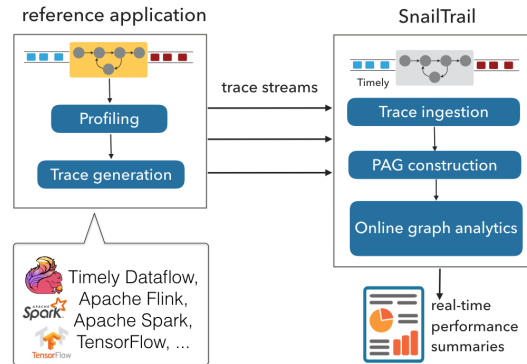 reference application
SnailTrail
Timely
trace streams
Profiling
Trace generation
Trace ingestion
PAG construction
Online graph analytics
Timely Dataflow,
Apache Flink,
Apache Spark,
TensorFlow, ...
APACHE
Spark
TensorFlow
real-time
performance
summaries